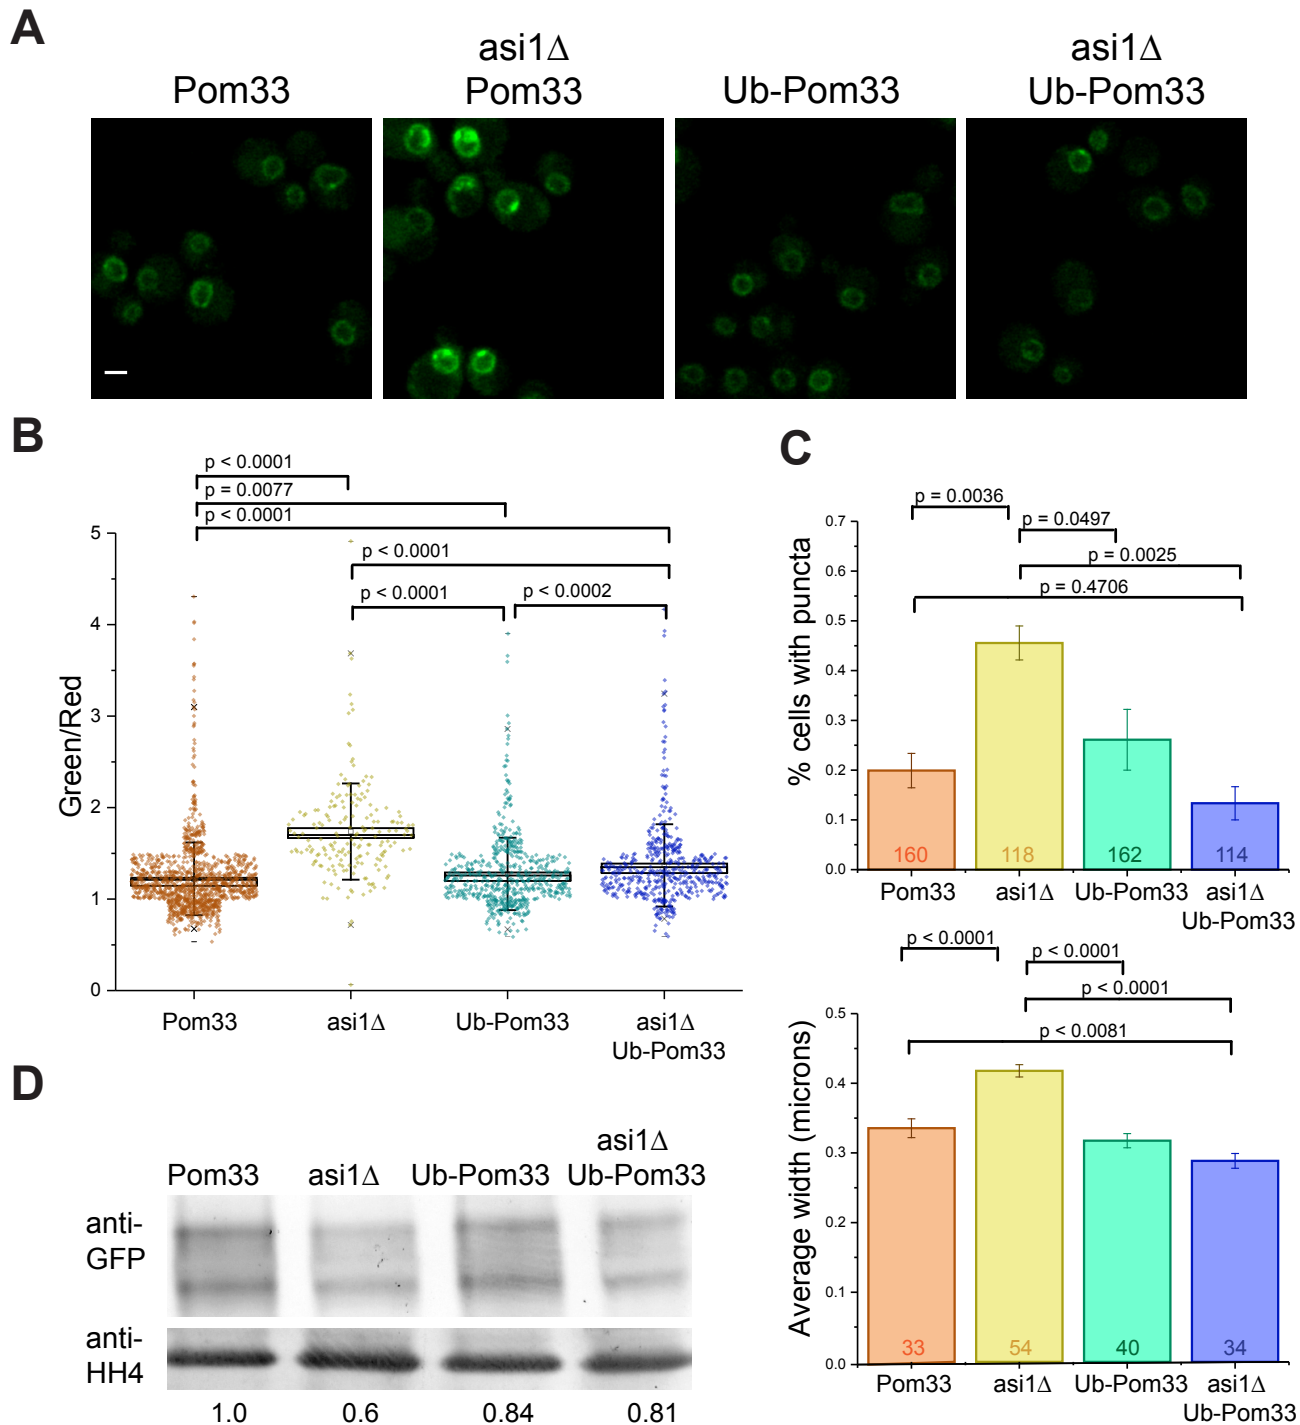 A
Pom33
asi1Δ
Pom33
Ub-Pom33
asi1Δ
Ub-Pom33
B
p < 0.0001
p = 0.0077
p < 0.0001
p < 0.0001
p < 0.0001
p < 0.0002
Green/Red
5
4
3
2
1
0
Pom33
asi1Δ
Ub-Pom33
asi1Δ
Ub-Pom33
C
p = 0.0036
p = 0.0497
p = 0.0025
p = 0.4706
% cells with puncta
0.7
0.6
0.5
0.4
0.3
0.2
0.1
0.0
160
118
162
114
Pom33
asi1Δ
Ub-Pom33
asi1Δ
Ub-Pom33
p < 0.0001
p < 0.0001
p < 0.0001
p < 0.0081
Average width (microns)
0.5
0.4
0.3
0.2
0.1
0.0
33
54
40
34
Pom33
asi1Δ
Ub-Pom33
asi1Δ
Ub-Pom33
D
Pom33
asi1Δ
Ub-Pom33
asi1Δ
Ub-Pom33
anti-
GFP
anti-
HH4
1.0
0.6
0.84
0.81